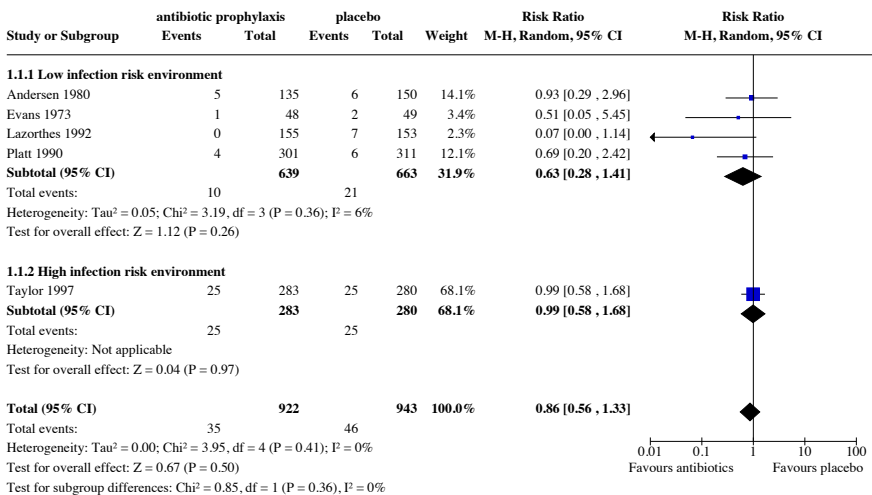 antibiotic prophylaxis placebo Risk Ratio Risk Ratio
Study or Subgroup Events Total Events Total Weight M-H, Random, 95% CI M-H, Random, 95% CI
1.1.1 Low infection risk environment
Andersen 1980 5 135 6 150 14.1% 0.93 [0.29 , 2.96]
Evans 1973 1 48 2 49 3.4% 0.51 [0.05 , 5.45]
Lazorthes 1992 0 155 7 153 2.3% 0.07 [0.00 , 1.14]
Platt 1990 4 301 6 311 12.1% 0.69 [0.20 , 2.42]
Subtotal (95% CI) 639 663 31.9% 0.63 [0.28 , 1.41]
Total events: 10 21
Heterogeneity: Tau² = 0.05; Chi² = 3.19, df = 3 (P = 0.36); I² = 6%
Test for overall effect: Z = 1.12 (P = 0.26)
1.1.2 High infection risk environment
Taylor 1997 25 283 25 280 68.1% 0.99 [0.58 , 1.68]
Subtotal (95% CI) 283 280 68.1% 0.99 [0.58 , 1.68]
Total events: 25 25
Heterogeneity: Not applicable
Test for overall effect: Z = 0.04 (P = 0.97)
Total (95% CI) 922 943 100.0% 0.86 [0.56 , 1.33]
Total events: 35 46
Heterogeneity: Tau² = 0.00; Chi² = 3.95, df = 4 (P = 0.41); I² = 0%
0.01 0.1 1 10 100
Test for overall effect: Z = 0.67 (P = 0.50) Favours antibiotics Favours placebo
Test for subgroup differences: Chi² = 0.85, df = 1 (P = 0.36), I² = 0%